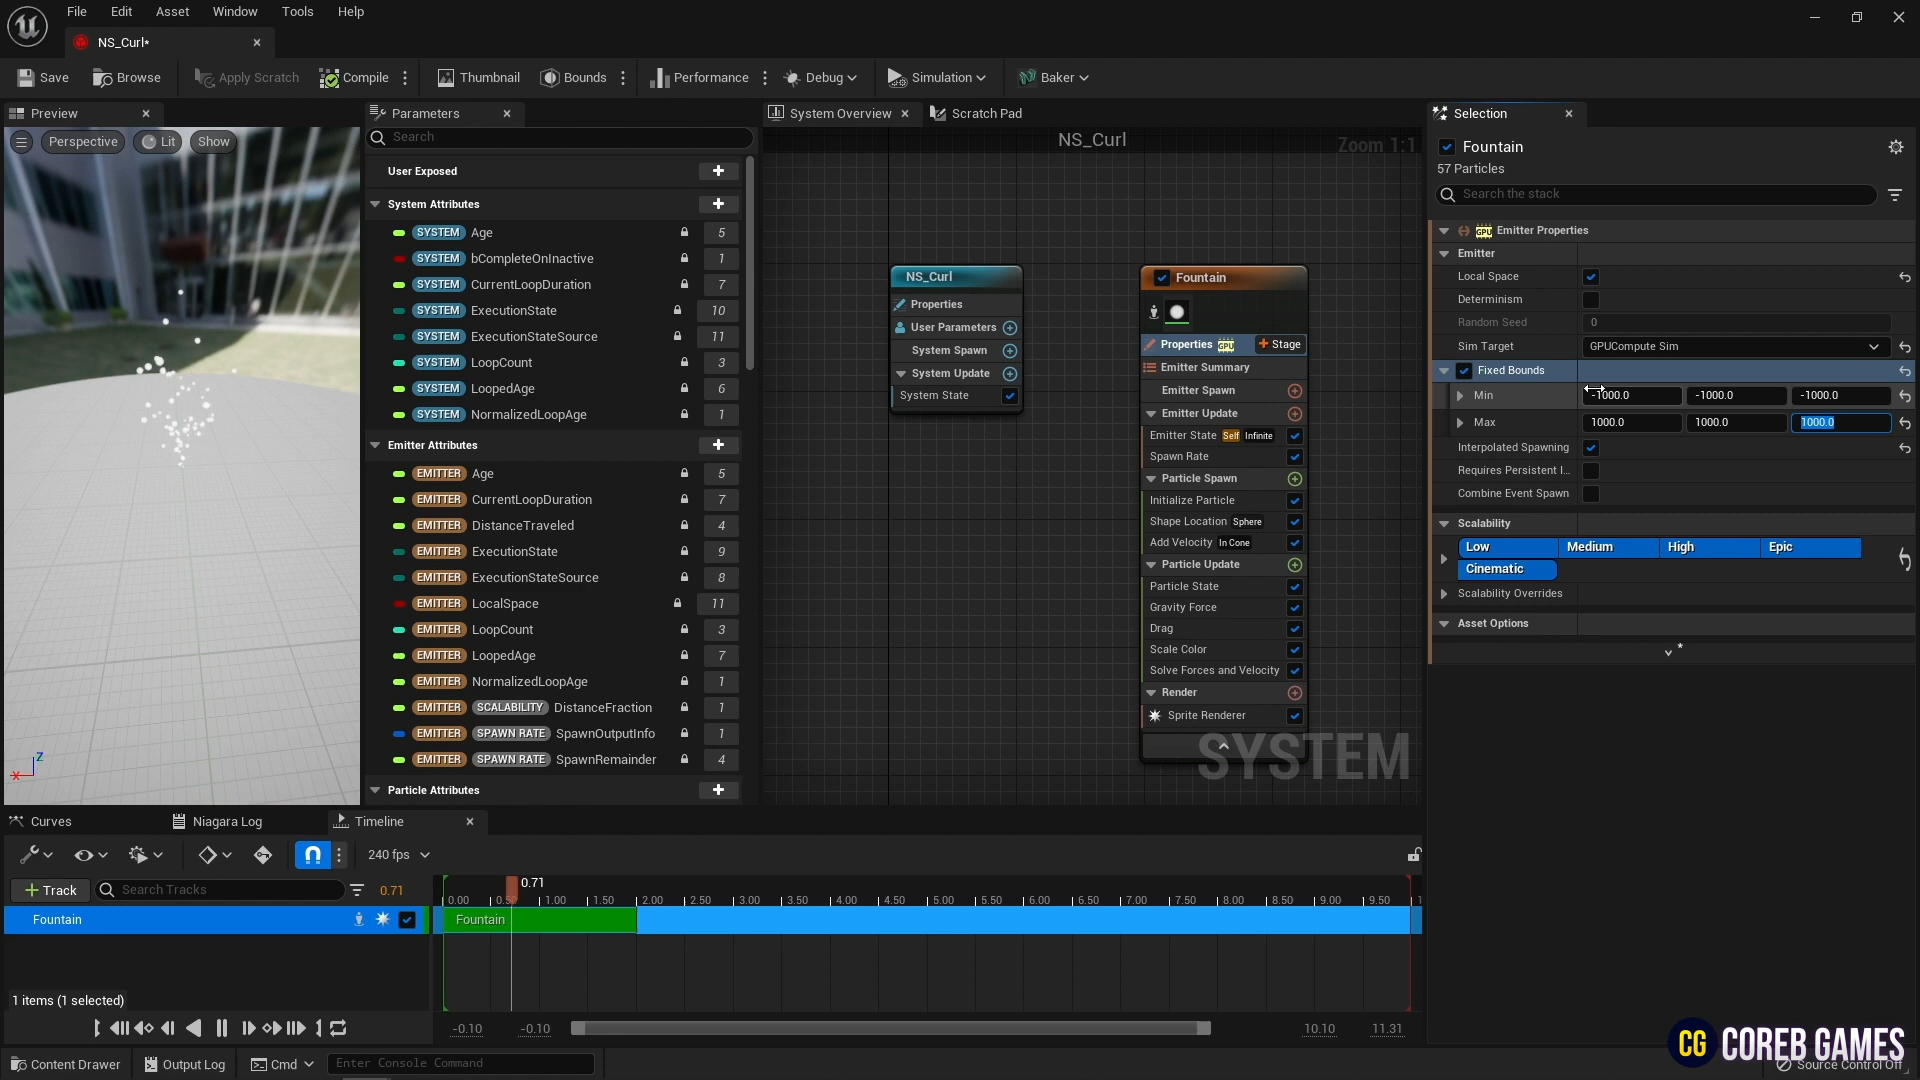 File Edit Asset Window Tools Help
NS_Curl*
Save Browse Apply Scratch Compile Thumbnail Bounds Performance Debug Simulation Baker
Preview
Perspective Lit Show
Z
X
Parameters
Search
User Exposed
System Attributes
SYSTEM Age 5
SYSTEM bCompleteOnInactive 1
SYSTEM CurrentLoopDuration 7
SYSTEM ExecutionState 10
SYSTEM ExecutionStateSource 11
SYSTEM LoopCount 3
SYSTEM LoopedAge 6
SYSTEM NormalizedLoopAge 1
Emitter Attributes
EMITTER Age 5
EMITTER CurrentLoopDuration 7
EMITTER DistanceTraveled 4
EMITTER ExecutionState 9
EMITTER ExecutionStateSource 8
EMITTER LocalSpace 11
EMITTER LoopCount 3
EMITTER LoopedAge 7
EMITTER NormalizedLoopAge 1
EMITTER SCALABILITY DistanceFraction 1
EMITTER SPAWN RATE SpawnOutputInfo 1
EMITTER SPAWN RATE SpawnRemainder 4
Particle Attributes
System Overview Scratch Pad
NS_Curl
Zoom 1:1
NS_Curl
Properties
User Parameters
System Spawn
System Update
System State
Fountain
Properties GPU Stage
Emitter Summary
Emitter Spawn
Emitter Update
Emitter State Self Infinite
Spawn Rate
Particle Spawn
Initialize Particle
Shape Location Sphere
Add Velocity In Cone
Particle Update
Particle State
Gravity Force
Drag
Scale Color
Solve Forces and Velocity
Render
Sprite Renderer
SYSTEM
Selection
Fountain
57 Particles
Search the stack
GPU Emitter Properties
Emitter
Local Space
Determinism
Random Seed 0
Sim Target GPUCompute Sim
Fixed Bounds
Min -1000.0 -1000.0 -1000.0
Max 1000.0 1000.0 1000.0
Interpolated Spawning
Requires Persistent I...
Combine Event Spawn
Scalability
Low Medium High Epic
Cinematic
Scalability Overrides
Asset Options
Curves Niagara Log Timeline
240 fps
Track Search Tracks 0.71
0.71
0.00 0.50 1.00 1.50 2.00 2.50 3.00 3.50 4.00 4.50 5.00 5.50 6.00 6.50 7.00 7.50 8.00 8.50 9.00 9.50 1
Fountain
Fountain
1 items (1 selected)
-0.10 -0.10 10.10 11.31
Content Drawer Output Log Cmd Enter Console Command
Source Control Off
CG COREB GAMES